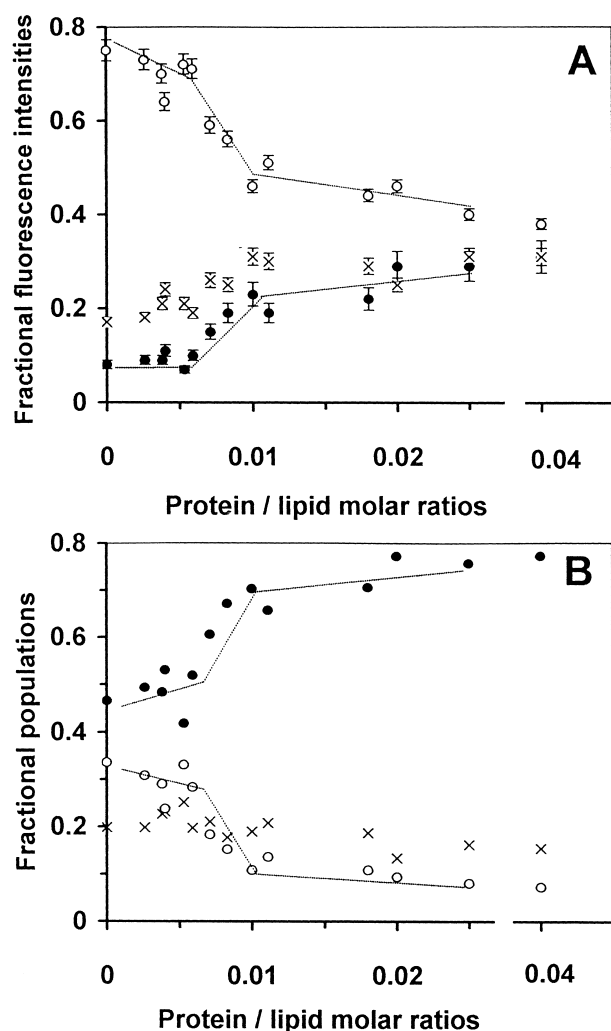 A
Fractional fluorescence intensities
0.8
0.6
0.4
0.2
0
0 0.01 0.02 0.04
Protein / lipid molar ratios
B
Fractional populations
0.8
0.6
0.4
0.2
0
0 0.01 0.02 0.04
Protein / lipid molar ratios